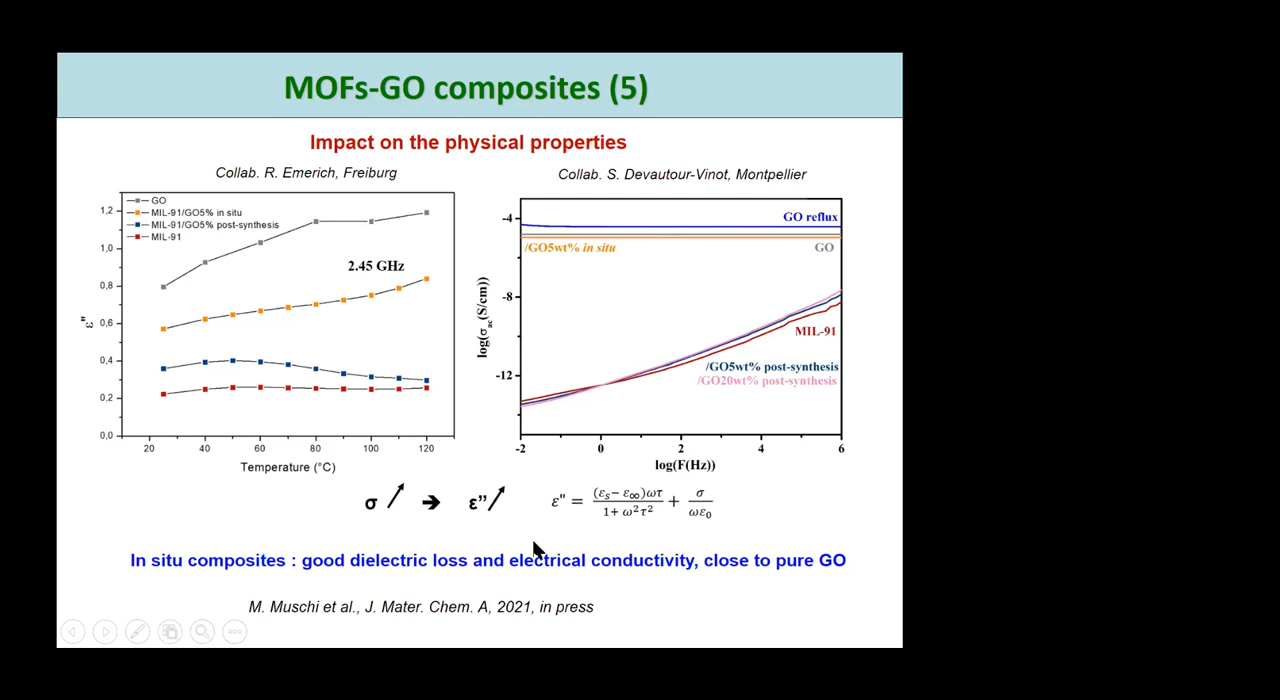 MOFs-GO composites (5)
Impact on the physical properties
Collab. R. Emerich, Freiburg
Collab. S. Devautour-Vinot, Montpellier
GO
MIL-91/GO5% in situ
MIL-91/GO5% post-synthesis
MIL-91
2.45 GHz
ε"
1,2
1,0
0,8
0,6
0,4
0,2
0,0
20 40 60 80 100 120
Temperature (°C)
GO reflux
/GO5wt% in situ
GO
MIL-91
/GO5wt% post-synthesis
/GO20wt% post-synthesis
log(σac(S/cm))
-4
-8
-12
-2 0 2 4 6
log(F(Hz))
σ ↗ ➔ ε” ↗
ε" = (εs− ε∞)ωτ / 1+ ω²τ² + σ / ωε0
In situ composites : good dielectric loss and electrical conductivity, close to pure GO
M. Muschi et al., J. Mater. Chem. A, 2021, in press